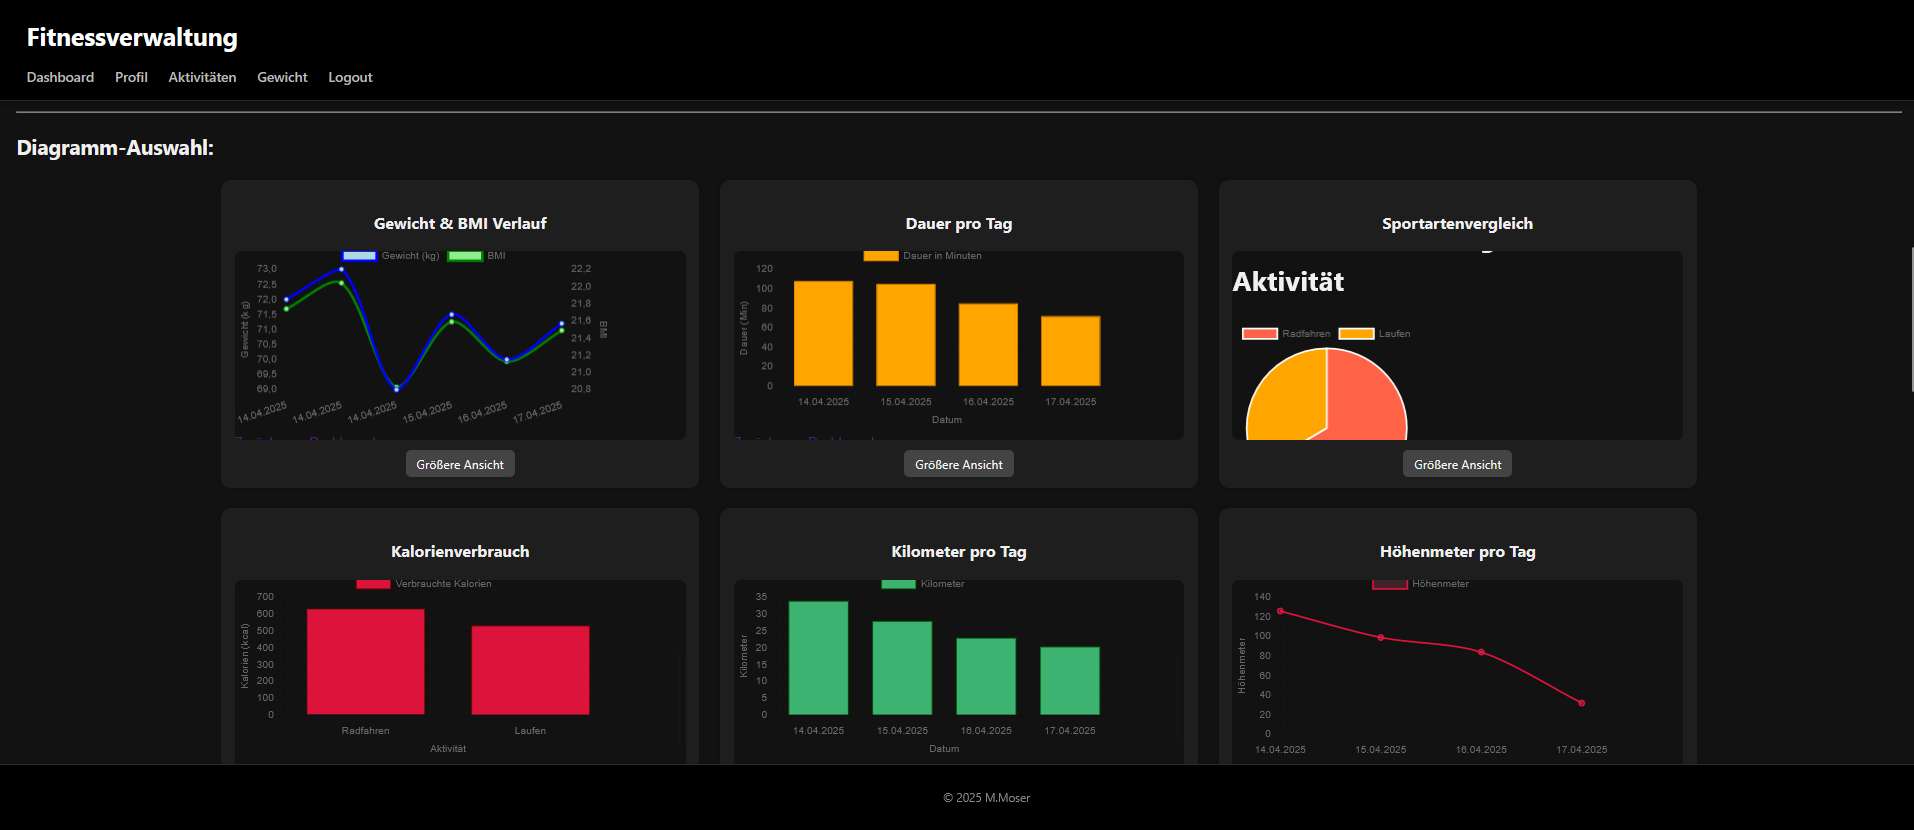 Fitnessverwaltung
Dashboard Profil Aktivitäten Gewicht Logout
Diagramm-Auswahl:
Gewicht & BMI Verlauf
Gewicht (kg) BMI
73,0
72,5
72,0
71,5
71,0
70,5
70,0
69,5
69,0
Gewicht (kg)
22,2
22,0
21,8
21,6
21,4
21,2
21,0
20,8
BMI
14.04.2025 14.04.2025 14.04.2025 15.04.2025 16.04.2025 17.04.2025
Größere Ansicht
Dauer pro Tag
Dauer in Minuten
120
100
80
60
40
20
0
Dauer (Min)
14.04.2025 15.04.2025 16.04.2025 17.04.2025
Datum
Größere Ansicht
Sportartenvergleich
Aktivität
Radfahren Laufen
Größere Ansicht
Kalorienverbrauch
Verbrauchte Kalorien
700
600
500
400
300
200
100
0
Kalorien (kcal)
Radfahren Laufen
Aktivität
Kilometer pro Tag
Kilometer
35
30
25
20
15
10
5
0
Kilometer
14.04.2025 15.04.2025 16.04.2025 17.04.2025
Datum
Höhenmeter pro Tag
Höhenmeter
140
120
100
80
60
40
20
0
Höhenmeter
14.04.2025 15.04.2025 16.04.2025 17.04.2025
© 2025 M.Moser